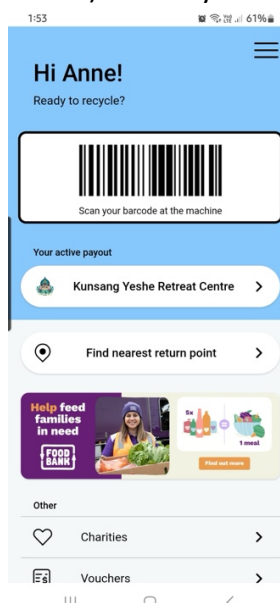 1:53
61%
Hi Anne!
Ready to recycle?
Scan your barcode at the machine
Your active payout
Kunsang Yeshe Retreat Centre
Find nearest return point
Help feed
families
in need
FOOD
BANK
5x
=
1 meal
Find out more
Other
Charities
Vouchers